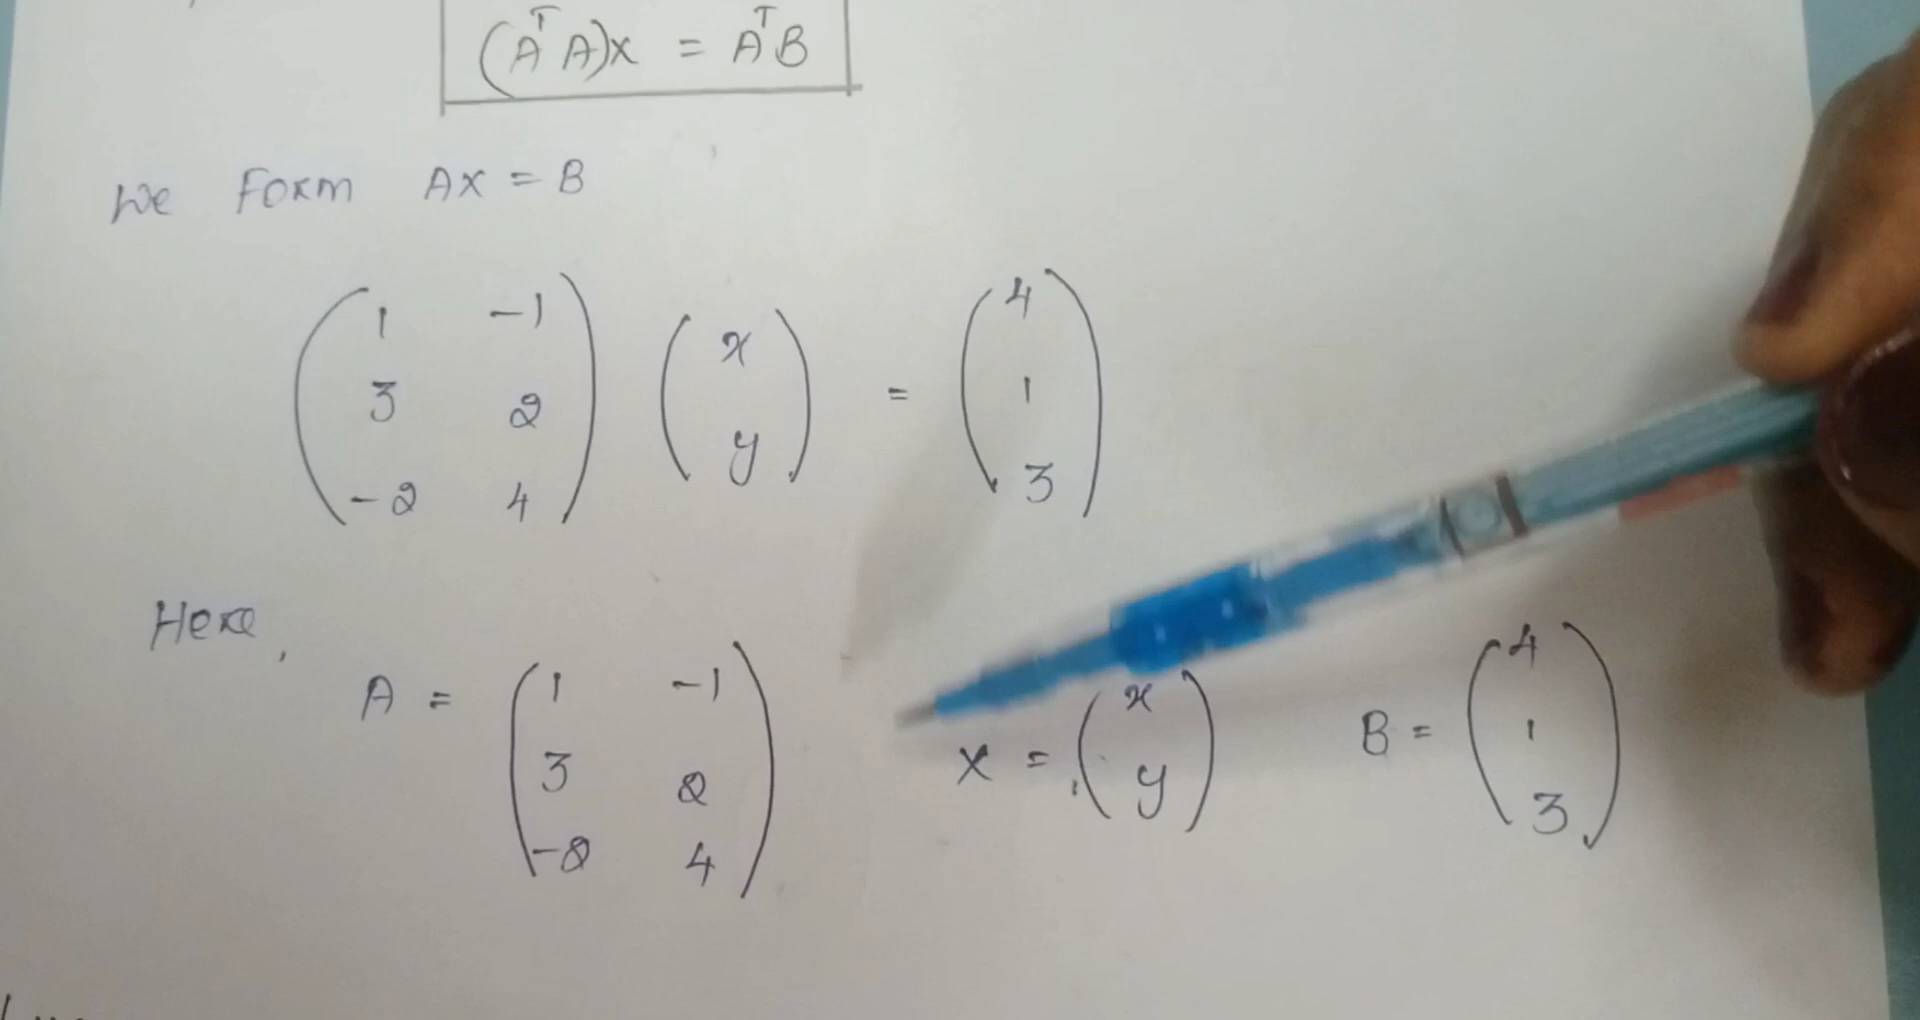 (AᵀA)X = AᵀB
We Form AX = B
( 1 -1 ) ( x ) = ( 4 )
( 3 2 ) ( y ) ( 1 )
( -2 4 ) ( 3 )
Here,
A = ( 1 -1 ) X = ( x ) B = ( 4 )
( 3 2 ) ( y ) ( 1 )
( -2 4 ) ( 3 )